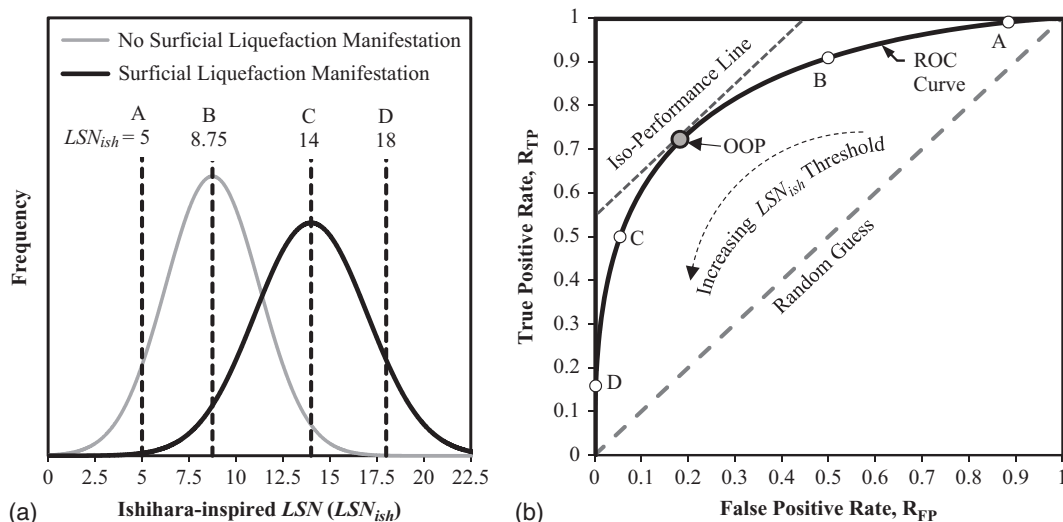 No Surficial Liquefaction Manifestation
Surficial Liquefaction Manifestation
A B C D
LSNish = 5 8.75 14 18
Frequency
0 2.5 5 7.5 10 12.5 15 17.5 20 22.5
(a) Ishihara-inspired LSN (LSNish)
1
0.9
0.8
0.7
0.6
0.5
0.4
0.3
0.2
0.1
0
True Positive Rate, RTP
Iso-Performance Line
A
B
ROC
Curve
OOP
Increasing LSNish Threshold
C
Random Guess
D
0 0.1 0.2 0.3 0.4 0.5 0.6 0.7 0.8 0.9 1
(b) False Positive Rate, RFP